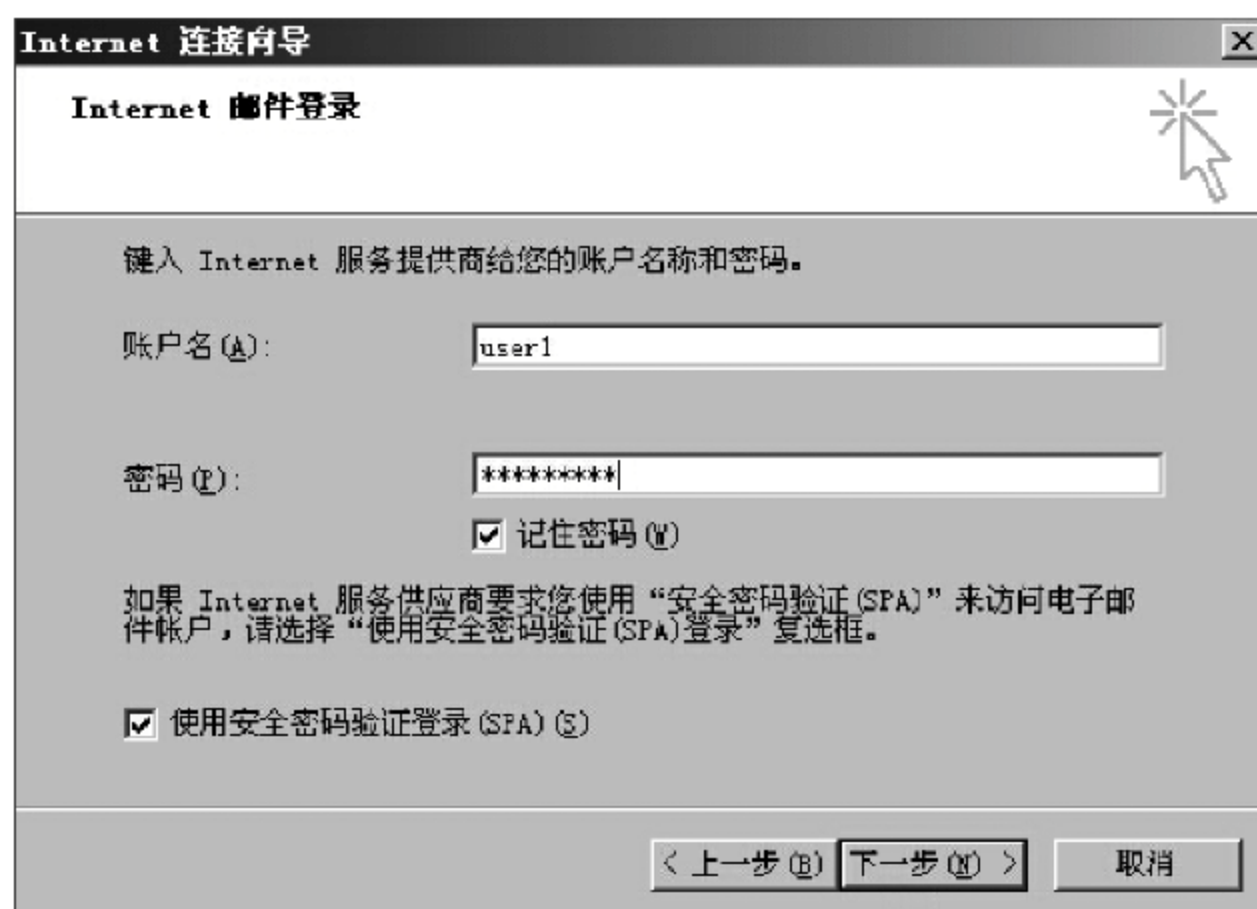 Internet 连接向导
Internet 邮件登录
键入 Internet 服务提供商给您的账户名称和密码。
账户名(A):
user1
密码(P):
*********
记住密码(W)
如果 Internet 服务供应商要求您使用“安全密码验证(SPA)”来访问电子邮
件帐户，请选择“使用安全密码验证(SPA)登录”复选框。
使用安全密码验证登录(SPA)(S)
< 上一步(B) 下一步(N) > 取消